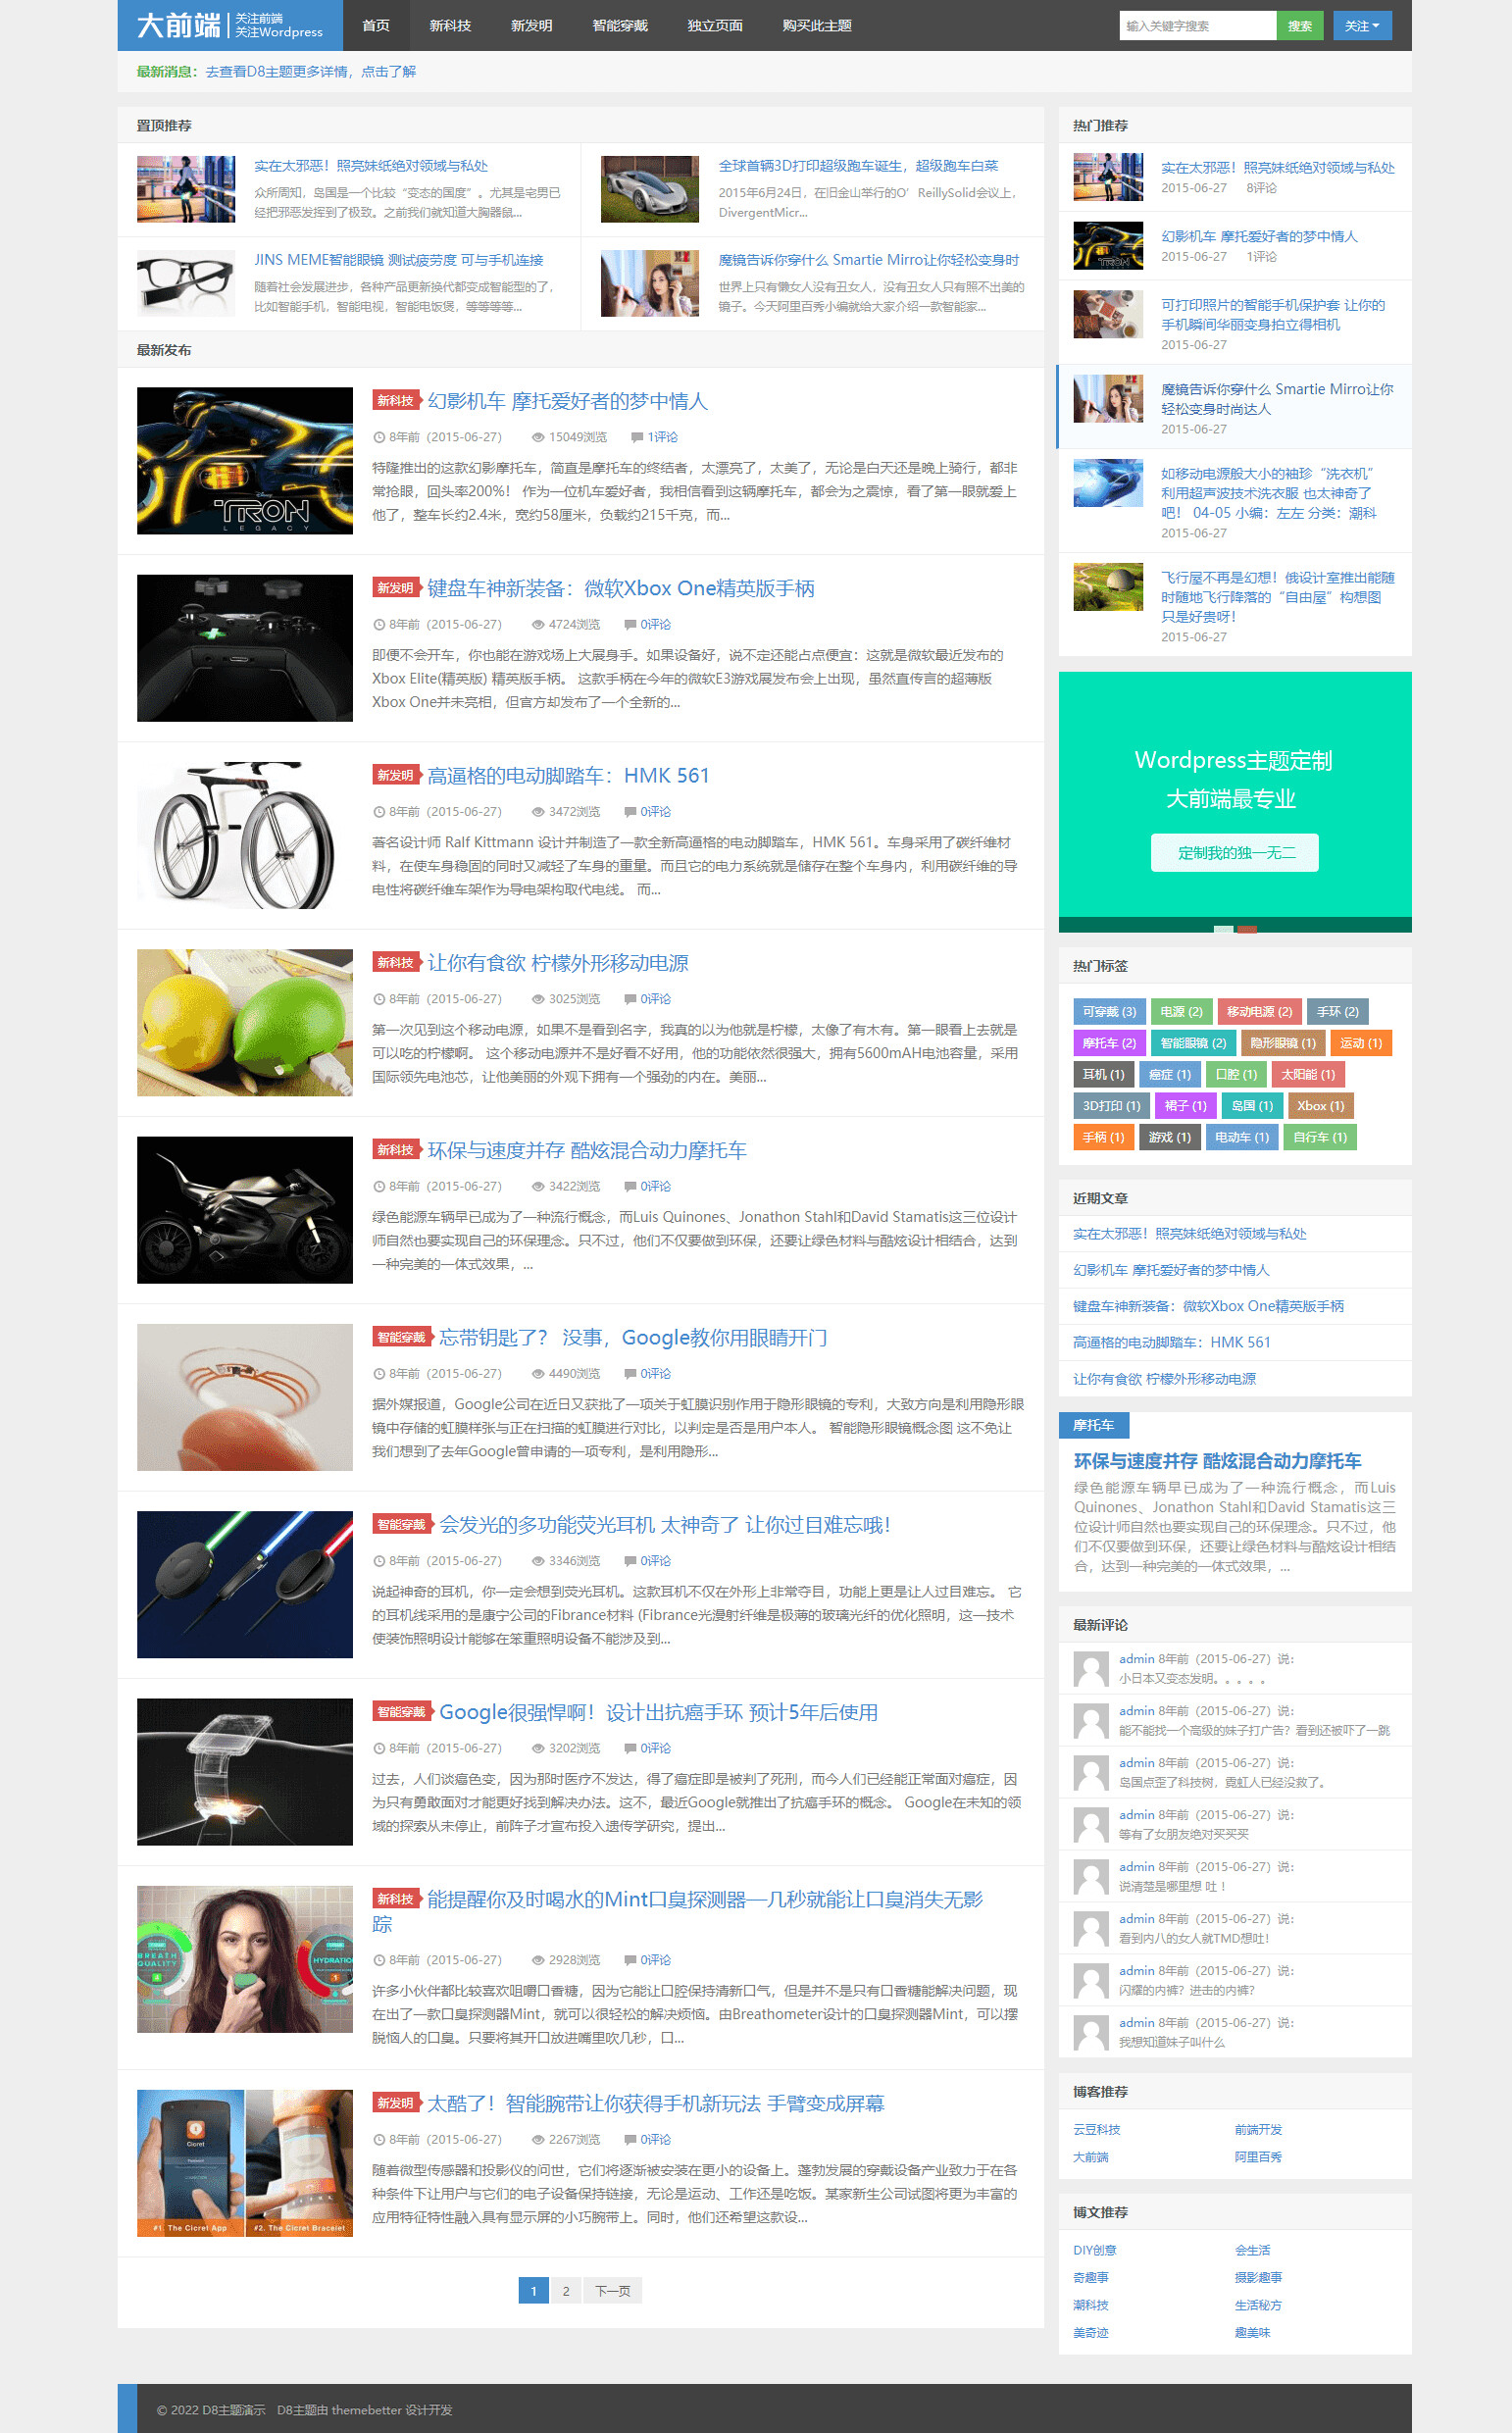 大前端
关注前端
关注Wordpress
首页
新科技
新发明
智能穿戴
独立页面
购买此主题
输入关键字搜索
搜索
关注
最新消息：去查看D8主题更多详情，点击了解
置顶推荐
实在太邪恶！照亮妹纸绝对领域与私处
众所周知，岛国是一个比较“变态的国度”。尤其是宅男已
经把邪恶发挥到了极致。之前我们就知道大胸器鼠...
全球首辆3D打印超级跑车诞生，超级跑车白菜
2015年6月24日，在旧金山举行的O’ReillySolid会议上，
DivergentMicr...
JINS MEME智能眼镜 测试疲劳度 可与手机连接
随着社会发展进步，各种产品更新换代都变成智能型的了，
比如智能手机，智能电视，智能电饭煲，等等等等...
魔镜告诉你穿什么 Smartie Mirro让你轻松变身时
世界上只有懒女人没有丑女人，没有丑女人只有照不出美的
镜子。今天阿里百秀小编就给大家介绍一款智能家...
最新发布
新科技 幻影机车 摩托爱好者的梦中情人
8年前（2015-06-27） 15049浏览 1评论
特隆推出的这款幻影摩托车，简直是摩托车的终结者，太漂亮了，太美了，无论是白天还是晚上骑行，都非
常抢眼，回头率200%！ 作为一位机车爱好者，我相信看到这辆摩托车，都会为之震惊，看了第一眼就爱上
他了，整车长约2.4米，宽约58厘米，负载约215千克，而...
TRON
LEGACY
新发明 键盘车神新装备：微软Xbox One精英版手柄
8年前（2015-06-27） 4724浏览 0评论
即便不会开车，你也能在游戏场上大展身手。如果设备好，说不定还能占点便宜：这就是微软最近发布的
Xbox Elite(精英版) 精英版手柄。 这款手柄在今年的微软E3游戏展发布会上出现，虽然直传言的超薄版
Xbox One并未亮相，但官方却发布了一个全新的...
新发明 高逼格的电动脚踏车：HMK 561
8年前（2015-06-27） 3472浏览 0评论
著名设计师 Ralf Kittmann 设计并制造了一款全新高逼格的电动脚踏车，HMK 561。车身采用了碳纤维材
料，在使车身稳固的同时又减轻了车身的重量。而且它的电力系统就是储存在整个车身内，利用碳纤维的导
电性将碳纤维车架作为导电架构取代电线。 而...
新科技 让你有食欲 柠檬外形移动电源
8年前（2015-06-27） 3025浏览 0评论
第一次见到这个移动电源，如果不是看到名字，我真的以为他就是柠檬，太像了有木有。第一眼看上去就是
可以吃的柠檬啊。 这个移动电源并不是好看不好用，他的功能依然很强大，拥有5600mAH电池容量，采用
国际领先电池芯，让他美丽的外观下拥有一个强劲的内在。美丽...
新科技 环保与速度并存 酷炫混合动力摩托车
8年前（2015-06-27） 3422浏览 0评论
绿色能源车辆早已成为了一种流行概念，而Luis Quinones、Jonathon Stahl和David Stamatis这三位设计
师自然也要实现自己的环保理念。只不过，他们不仅要做到环保，还要让绿色材料与酷炫设计相结合，达到
一种完美的一体式效果，...
智能穿戴 忘带钥匙了？ 没事，Google教你用眼睛开门
8年前（2015-06-27） 4490浏览 0评论
据外媒报道，Google公司在近日又获批了一项关于虹膜识别作用于隐形眼镜的专利，大致方向是利用隐形眼
镜中存储的虹膜样张与正在扫描的虹膜进行对比，以判定是否是用户本人。 智能隐形眼镜概念图 这不免让
我们想到了去年Google曾申请的一项专利，是利用隐形...
智能穿戴 会发光的多功能荧光耳机 太神奇了 让你过目难忘哦！
8年前（2015-06-27） 3346浏览 0评论
说起神奇的耳机，你一定会想到荧光耳机。这款耳机不仅在外形上非常夺目，功能上更是让人过目难忘。 它
的耳机线采用的是康宁公司的Fibrance材料 (Fibrance光漫射纤维是极薄的玻璃光纤的优化照明，这一技术
使装饰照明设计能够在笨重照明设备不能涉及到...
智能穿戴 Google很强悍啊！设计出抗癌手环 预计5年后使用
8年前（2015-06-27） 3202浏览 0评论
过去，人们谈癌色变，因为那时医疗不发达，得了癌症即是被判了死刑，而今人们已经能正常面对癌症，因
为只有勇敢面对才能更好找到解决办法。这不，最近Google就推出了抗癌手环的概念。 Google在未知的领
域的探索从未停止，前阵子才宣布投入遗传学研究，提出...
新科技 能提醒你及时喝水的Mint口臭探测器—几秒就能让口臭消失无影
踪
8年前（2015-06-27） 2928浏览 0评论
许多小伙伴都比较喜欢咀嚼口香糖，因为它能让口腔保持清新口气，但是并不是只有口香糖能解决问题，现
在出了一款口臭探测器Mint，就可以很轻松的解决烦恼。由Breathometer设计的口臭探测器Mint，可以摆
脱恼人的口臭。只要将其开口放进嘴里吹几秒，口...
BREATH
QUALITY
HYDRATION
新发明 太酷了！智能腕带让你获得手机新玩法 手臂变成屏幕
8年前（2015-06-27） 2267浏览 0评论
随着微型传感器和投影仪的问世，它们将逐渐被安装在更小的设备上。蓬勃发展的穿戴设备产业致力于在各
种条件下让用户与它们的电子设备保持链接，无论是运动、工作还是吃饭。某家新生公司试图将更为丰富的
应用特征特性融入具有显示屏的小巧腕带上。同时，他们还希望这款设...
Cicret
#1. The Cicret App
#2. The Cicret Bracelet
1
2
下一页
热门推荐
实在太邪恶！照亮妹纸绝对领域与私处
2015-06-27 8评论
幻影机车 摩托爱好者的梦中情人
2015-06-27 1评论
可打印照片的智能手机保护套 让你的
手机瞬间华丽变身拍立得相机
2015-06-27
魔镜告诉你穿什么 Smartie Mirro让你
轻松变身时尚达人
2015-06-27
如移动电源般大小的袖珍“洗衣机”
利用超声波技术洗衣服 也太神奇了
吧！ 04-05 小编：左左 分类：潮科
2015-06-27
飞行屋不再是幻想！俄设计室推出能随
时随地飞行降落的“自由屋”构想图
只是好贵呀！
2015-06-27
Wordpress主题定制
大前端最专业
定制我的独一无二
热门标签
可穿戴 (3) 电源 (2) 移动电源 (2) 手环 (2)
摩托车 (2) 智能眼镜 (2) 隐形眼镜 (1) 运动 (1)
耳机 (1) 癌症 (1) 口腔 (1) 太阳能 (1)
3D打印 (1) 裙子 (1) 岛国 (1) Xbox (1)
手柄 (1) 游戏 (1) 电动车 (1) 自行车 (1)
近期文章
实在太邪恶！照亮妹纸绝对领域与私处
幻影机车 摩托爱好者的梦中情人
键盘车神新装备：微软Xbox One精英版手柄
高逼格的电动脚踏车：HMK 561
让你有食欲 柠檬外形移动电源
摩托车
环保与速度并存 酷炫混合动力摩托车
绿色能源车辆早已成为了一种流行概念，而Luis
Quinones、Jonathon Stahl和David Stamatis这三
位设计师自然也要实现自己的环保理念。只不过，他
们不仅要做到环保，还要让绿色材料与酷炫设计相结
合，达到一种完美的一体式效果，...
最新评论
admin 8年前（2015-06-27）说：
小日本又变态发明。。。。。
admin 8年前（2015-06-27）说：
能不能找一个高级的妹子打广告？看到还被吓了一跳
admin 8年前（2015-06-27）说：
岛国点歪了科技树，霓虹人已经没救了。
admin 8年前（2015-06-27）说：
等有了女朋友绝对买买买
admin 8年前（2015-06-27）说：
说清楚是哪里想 吐！
admin 8年前（2015-06-27）说：
看到内八的女人就TMD想吐！
admin 8年前（2015-06-27）说：
闪耀的内裤？进击的内裤？
admin 8年前（2015-06-27）说：
我想知道妹子叫什么
博客推荐
云豆科技 前端开发
大前端 阿里百秀
博文推荐
DIY创意 会生活
奇趣事 摄影趣事
潮科技 生活秘方
美奇迹 趣美味
© 2022 D8主题演示 D8主题由 themebetter 设计开发